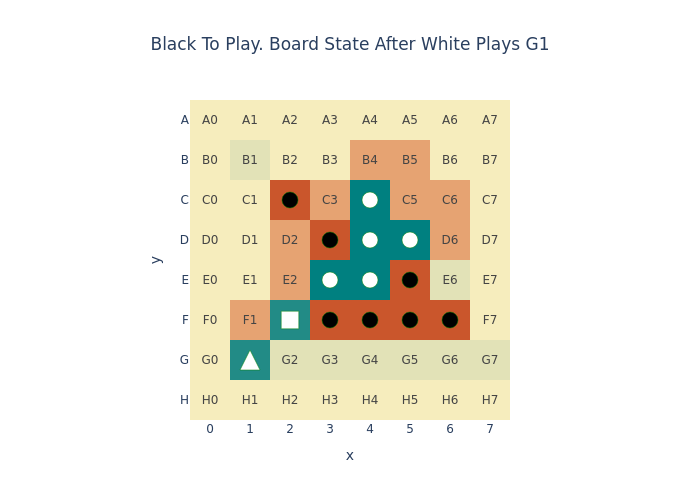 Black To Play. Board State After White Plays G1
A A0 A1 A2 A3 A4 A5 A6 A7
B B0 B1 B2 B3 B4 B5 B6 B7
C C0 C1 C3 C5 C6 C7
D D0 D1 D2 D6 D7
y
E E0 E1 E2 E6 E7
F F0 F1 F7
G G0 G2 G3 G4 G5 G6 G7
H H0 H1 H2 H3 H4 H5 H6 H7
0 1 2 3 4 5 6 7
x